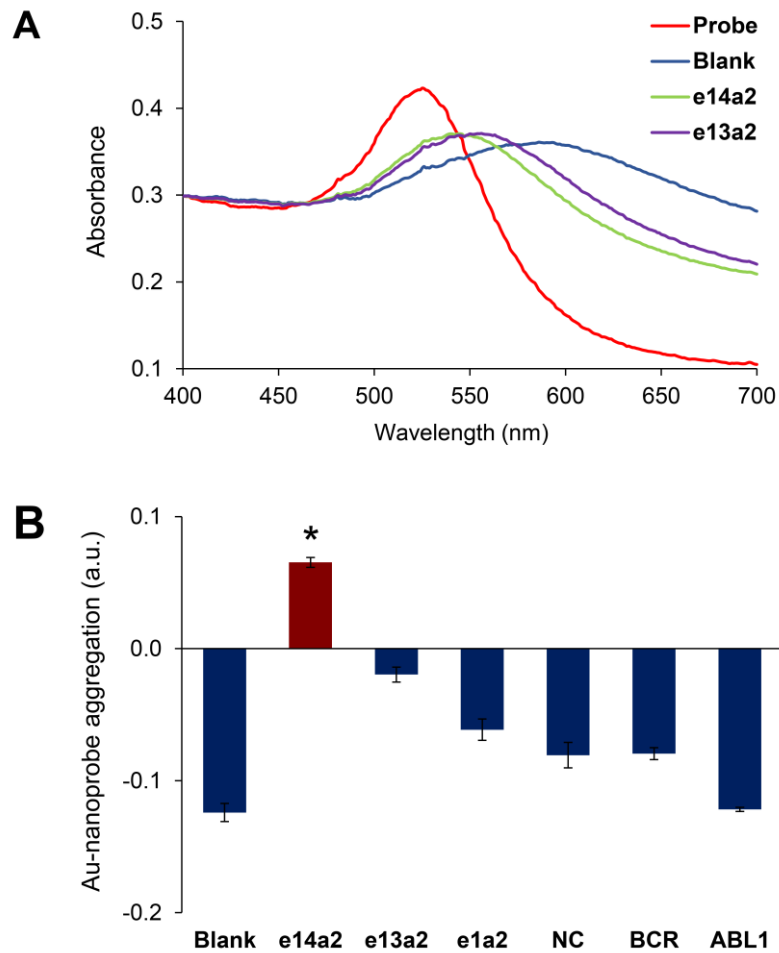 A
0.5
0.4
0.3
0.2
0.1
Absorbance
400 450 500 550 600 650 700
Wavelength (nm)
Probe
Blank
e14a2
e13a2
B
0.1
0.0
-0.1
-0.2
Au-nanoprobe aggregation (a.u.)
*
Blank e14a2 e13a2 e1a2 NC BCR ABL1